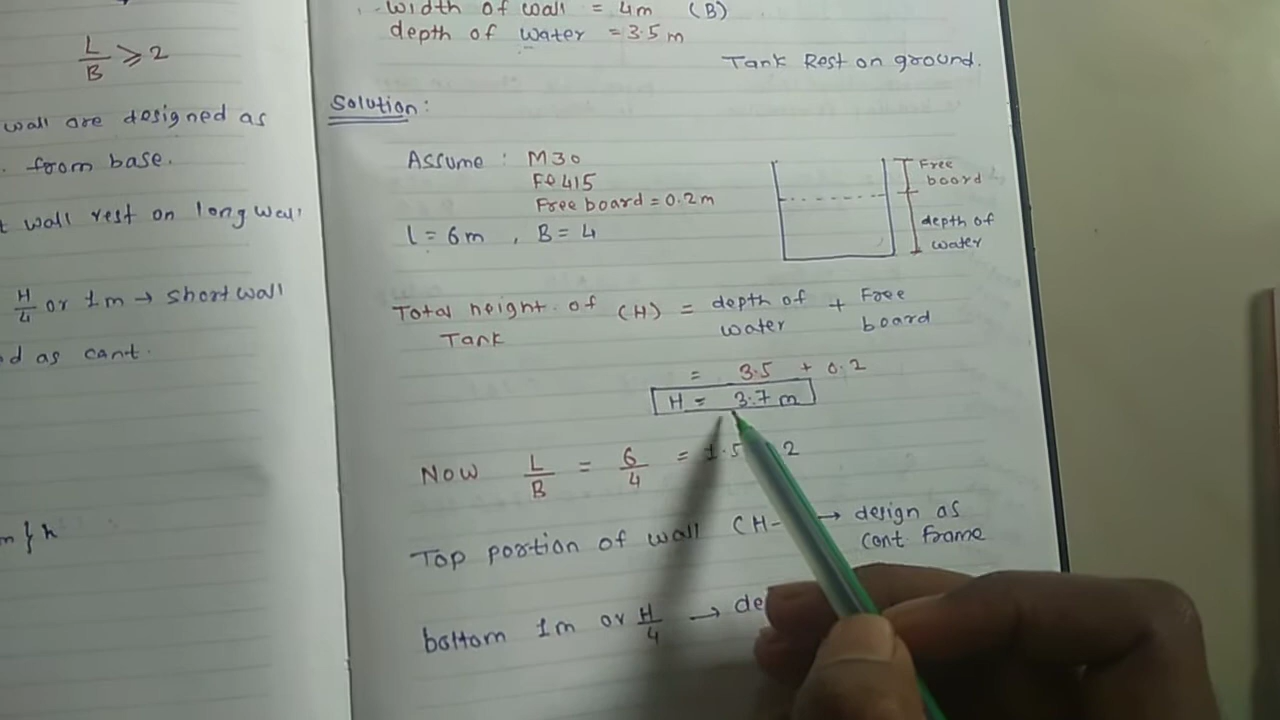 L/B ⩾ 2
wall are designed as
from base.
wall rest on long wall
H/4 or 1m → short wall
as cant.
width of wall = 4m (B)
depth of water = 3.5 m
Tank Rest on ground.
Solution:
Assume : M30
Fe 415
Free board = 0.2m
l = 6m , B = 4
Free board
depth of water
Total height of Tank (H) = depth of water + Free board
= 3.5 + 0.2
H = 3.7 m
Now L/B = 6/4 = 1.5 2
Top portion of wall (H- → design as cont frame
bottom 1m or H/4 → de